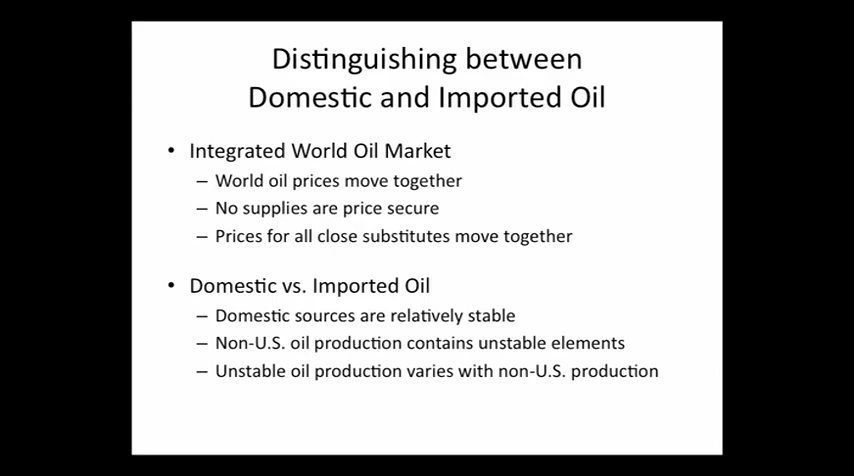 Distinguishing between
Domestic and Imported Oil
• Integrated World Oil Market
– World oil prices move together
– No supplies are price secure
– Prices for all close substitutes move together
• Domestic vs. Imported Oil
– Domestic sources are relatively stable
– Non-U.S. oil production contains unstable elements
– Unstable oil production varies with non-U.S. production